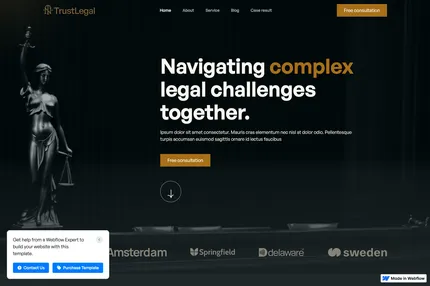 TrustLegal
Home About Service Blog Case result
Free consultation
Navigating complex
legal challenges
together.
Ipsum dolor sit amet consectetur. Mauris cras elementum nec nisl at dolor odio. Pellentesque
turpis accumsan euismod sagittis ornare id lectus faucibus
Free consultation
Get help from a Webflow Expert to
build your website with this
template.
Contact Us
Purchase Template
Amsterdam
Springfield
delaware
sweden
Made in Webflow